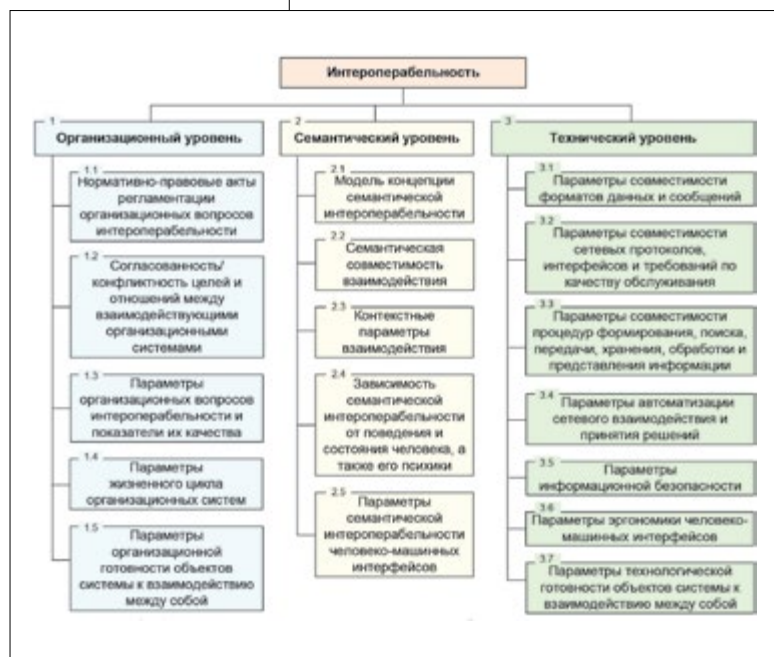 Интероперабельность
1
Организационный уровень
1.1
Нормативно-правовые акты
регламентации
организационных вопросов
интероперабельности
1.2
Согласованность/
конфликтность целей и
отношений между
взаимодействующими
организационными
системами
1.3
Параметры
организационных вопросов
интероперабельности и
показатели их качества
1.4
Параметры
жизненного цикла
организационных систем
1.5
Параметры
организационной
готовности объектов
системы к взаимодействию
между собой
2
Семантический уровень
2.1
Модель концепции
семантической
интероперабельности
2.2
Семантическая
совместимость
взаимодействия
2.3
Контекстные
параметры
взаимодействия
2.4
Зависимость
семантической
интероперабельности
от поведения и
состояния человека, а
также его психики
2.5
Параметры
семантической
интероперабельности
человеко-машинных
интерфейсов
3
Технический уровень
3.1
Параметры совместимости
форматов данных и сообщений
3.2
Параметры совместимости
сетевых протоколов,
интерфейсов и требований по
качеству обслуживания
3.3
Параметры совместимости
процедур формирования, поиска,
передачи, хранения, обработки и
представления информации
3.4
Параметры автоматизации
сетевого взаимодействия и
принятия решений
3.5
Параметры
информационной безопасности
3.6
Параметры эргономики человеко-
машинных интерфейсов
3.7
Параметры технологической
готовности объектов системы к
взаимодействию между собой